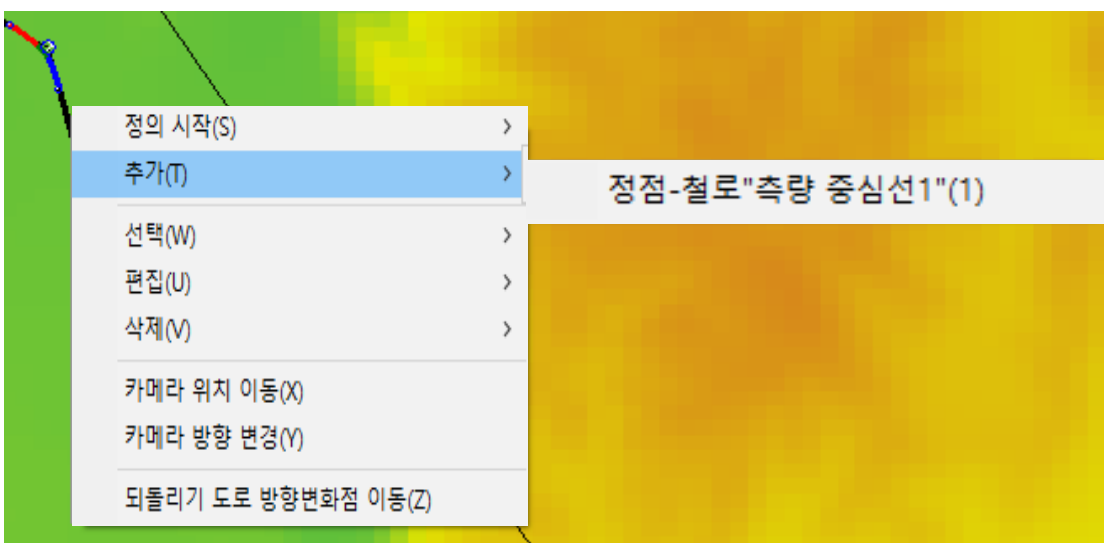 정의 시작(S)
추가(T)
정점-철로"측량 중심선1"(1)
선택(W)
편집(U)
삭제(V)
카메라 위치 이동(X)
카메라 방향 변경(Y)
되돌리기 도로 방향변화점 이동(Z)